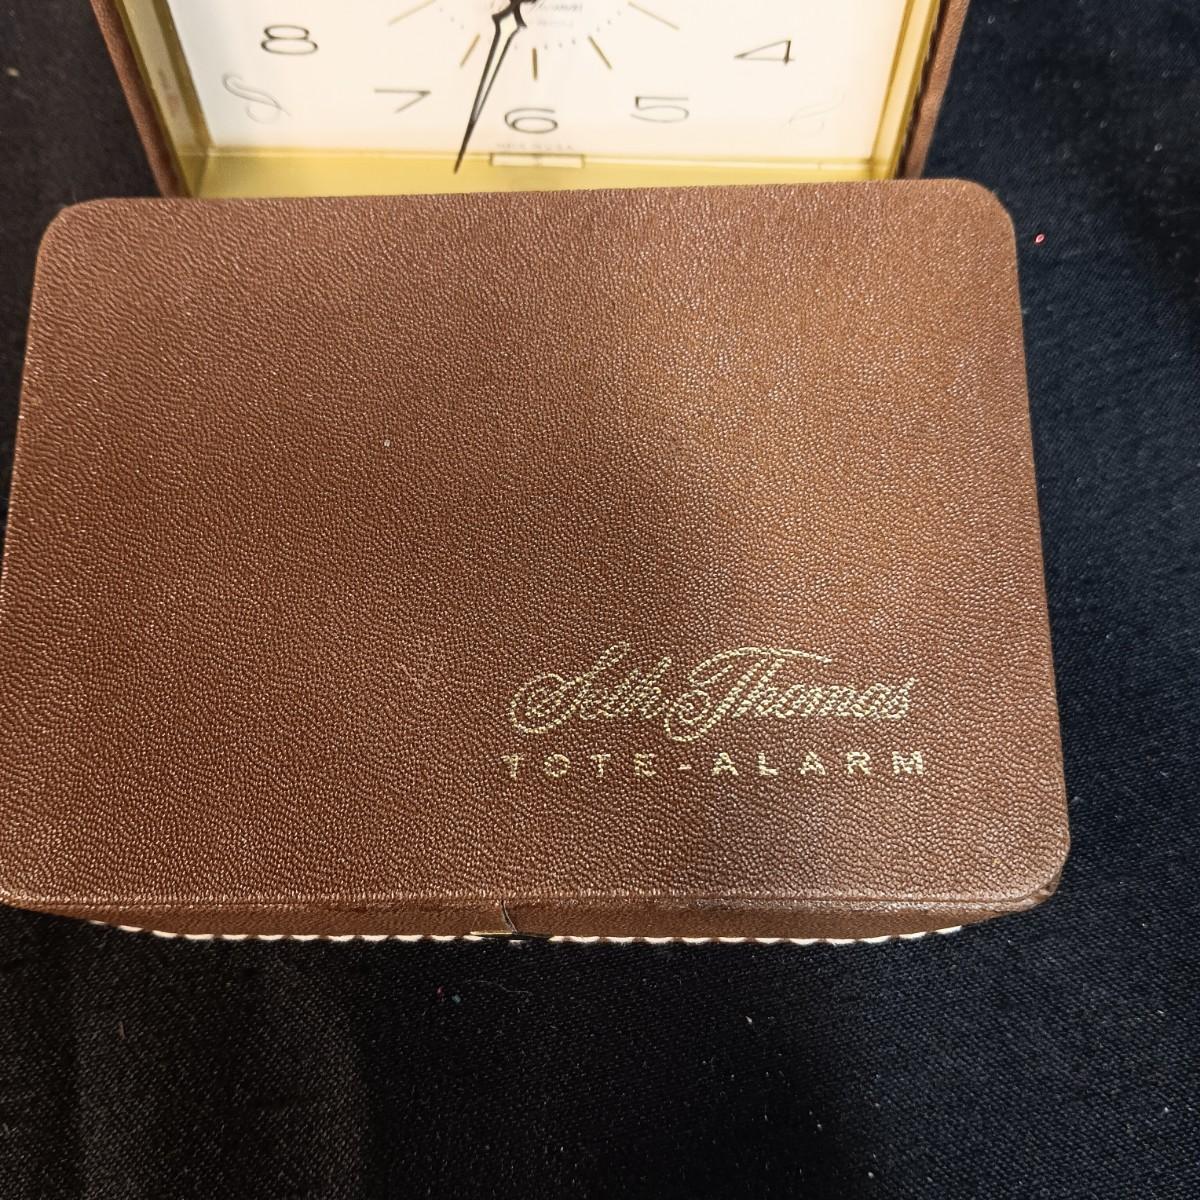 8 4
7 6 5
Seth Thomas
TOTE-ALARM